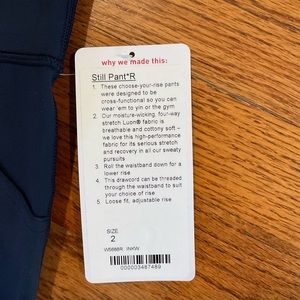 why we made this:
Still Pant*R
1. These choose-your-rise pants
were designed to be
cross-functional so you can
wear 'em to yin or the gym
2. Our moisture-wicking, four-way
stretch Luon® fabric is
breathable and cottony soft –
we love this high-performance
fabric for its serious stretch
and recovery in all our sweaty
pursuits
3. Roll the waistband down for a
lower rise
4. This drawcord can be threaded
through the waistband to suit
your choice of rise
5. Loose fit, adjustable rise
SIZE
2
W5888R INKW
000003487489